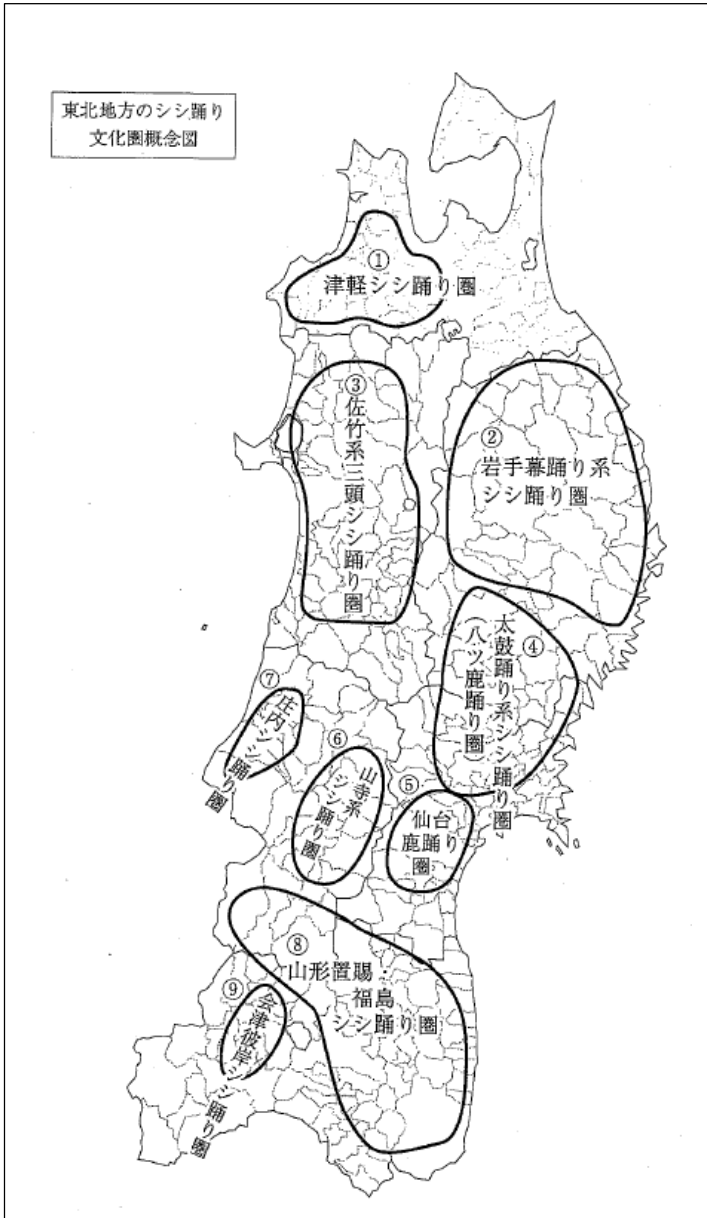 東北地方のシシ踊り
文化圏概念図
①
津軽シシ踊り圏
②
岩手幕踊り系
シシ踊り圏
③
佐竹系三頭シシ踊り圏
④
太鼓踊り系シシ踊り圏
(八ツ鹿踊り圏)
⑤
仙台
鹿踊り
圏
⑥
山寺系
シシ踊り圏
⑦
庄内シシ踊り圏
⑧
山形置賜・
福島
シシ踊り圏
⑨
会津彼岸シシ踊り圏